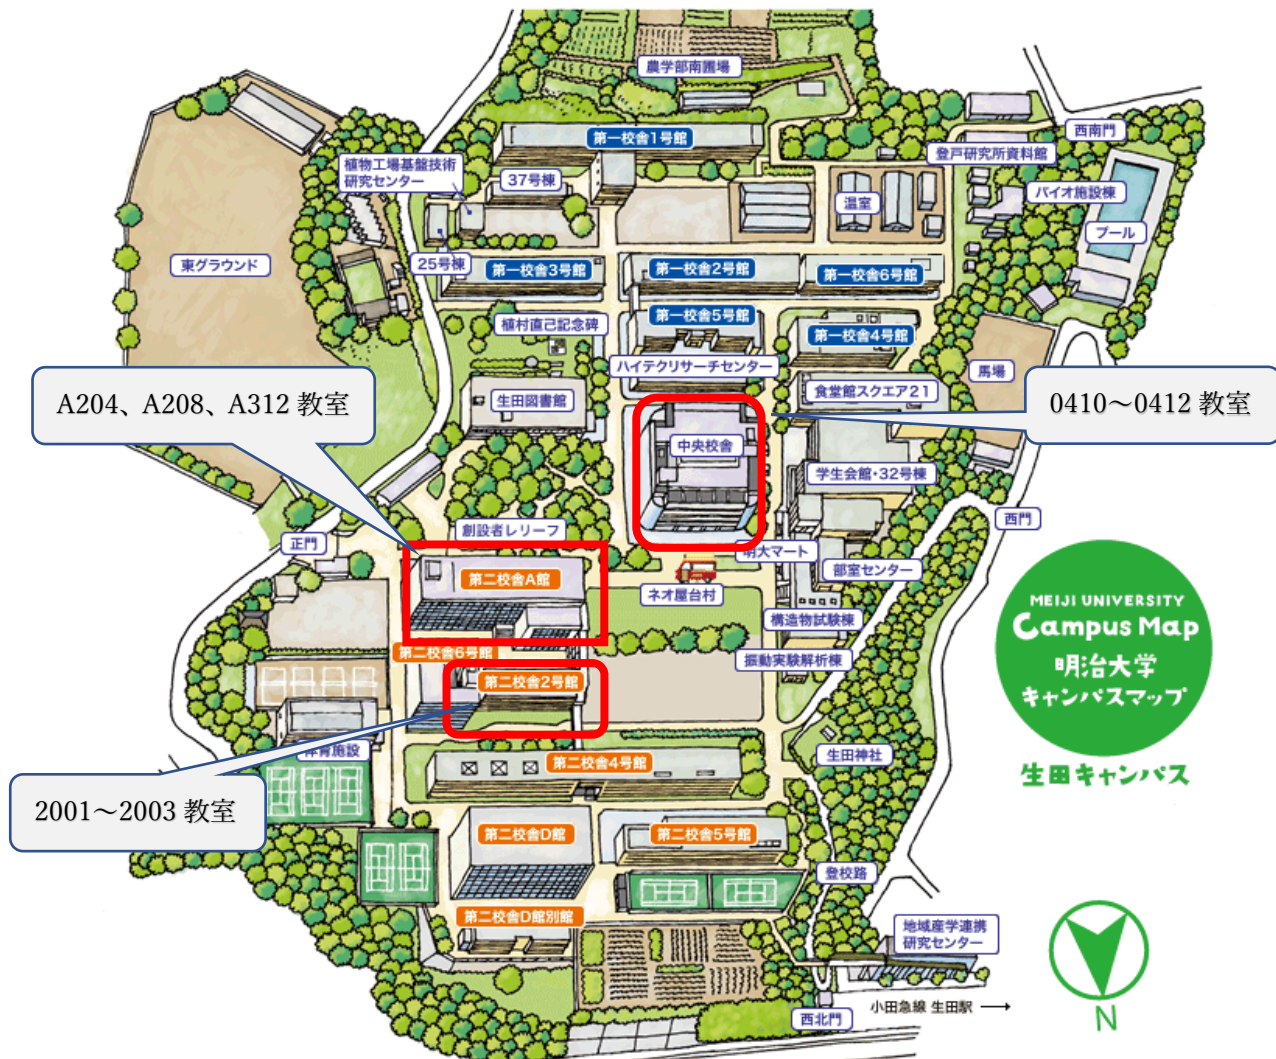 農学部南圃場
第一校舎1号館
西南門
登戸研究所資料館
植物工場基盤技術
研究センター
37号棟
バイオ施設棟
温室
プール
東グラウンド
25号棟
第一校舎3号館
第一校舎2号館
第一校舎6号館
植村直己記念碑
第一校舎5号館
第一校舎4号館
ハイテクリサーチセンター
馬場
食堂館スクエア21
A204、A208、A312 教室
生田図書館
0410～0412 教室
中央校舎
学生会館・32号棟
西門
創設者レリーフ
正門
明大マート
部室センター
第二校舎A館
ネオ屋台村
構造物試験棟
第二校舎6号館
振動実験解析棟
第二校舎2号館
MEIJI UNIVERSITY
Campus Map
明治大学
キャンパスマップ
生田キャンパス
体育施設
生田神社
第二校舎4号館
2001～2003 教室
第二校舎D館
第二校舎5号館
登校路
第二校舎D館別館
地域産学連携
研究センター
小田急線 生田駅 →
西北門
N